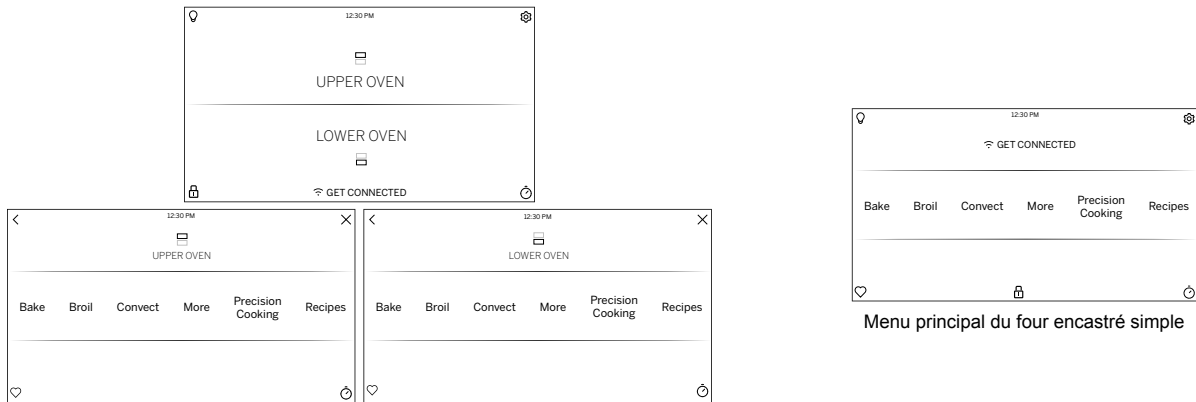 12:30 PM
UPPER OVEN
LOWER OVEN
GET CONNECTED
12:30 PM
UPPER OVEN
Bake Broil Convect More Precision Cooking Recipes
12:30 PM
LOWER OVEN
Bake Broil Convect More Precision Cooking Recipes
12:30 PM
GET CONNECTED
Bake Broil Convect More Precision Cooking Recipes
Menu principal du four encastré simple